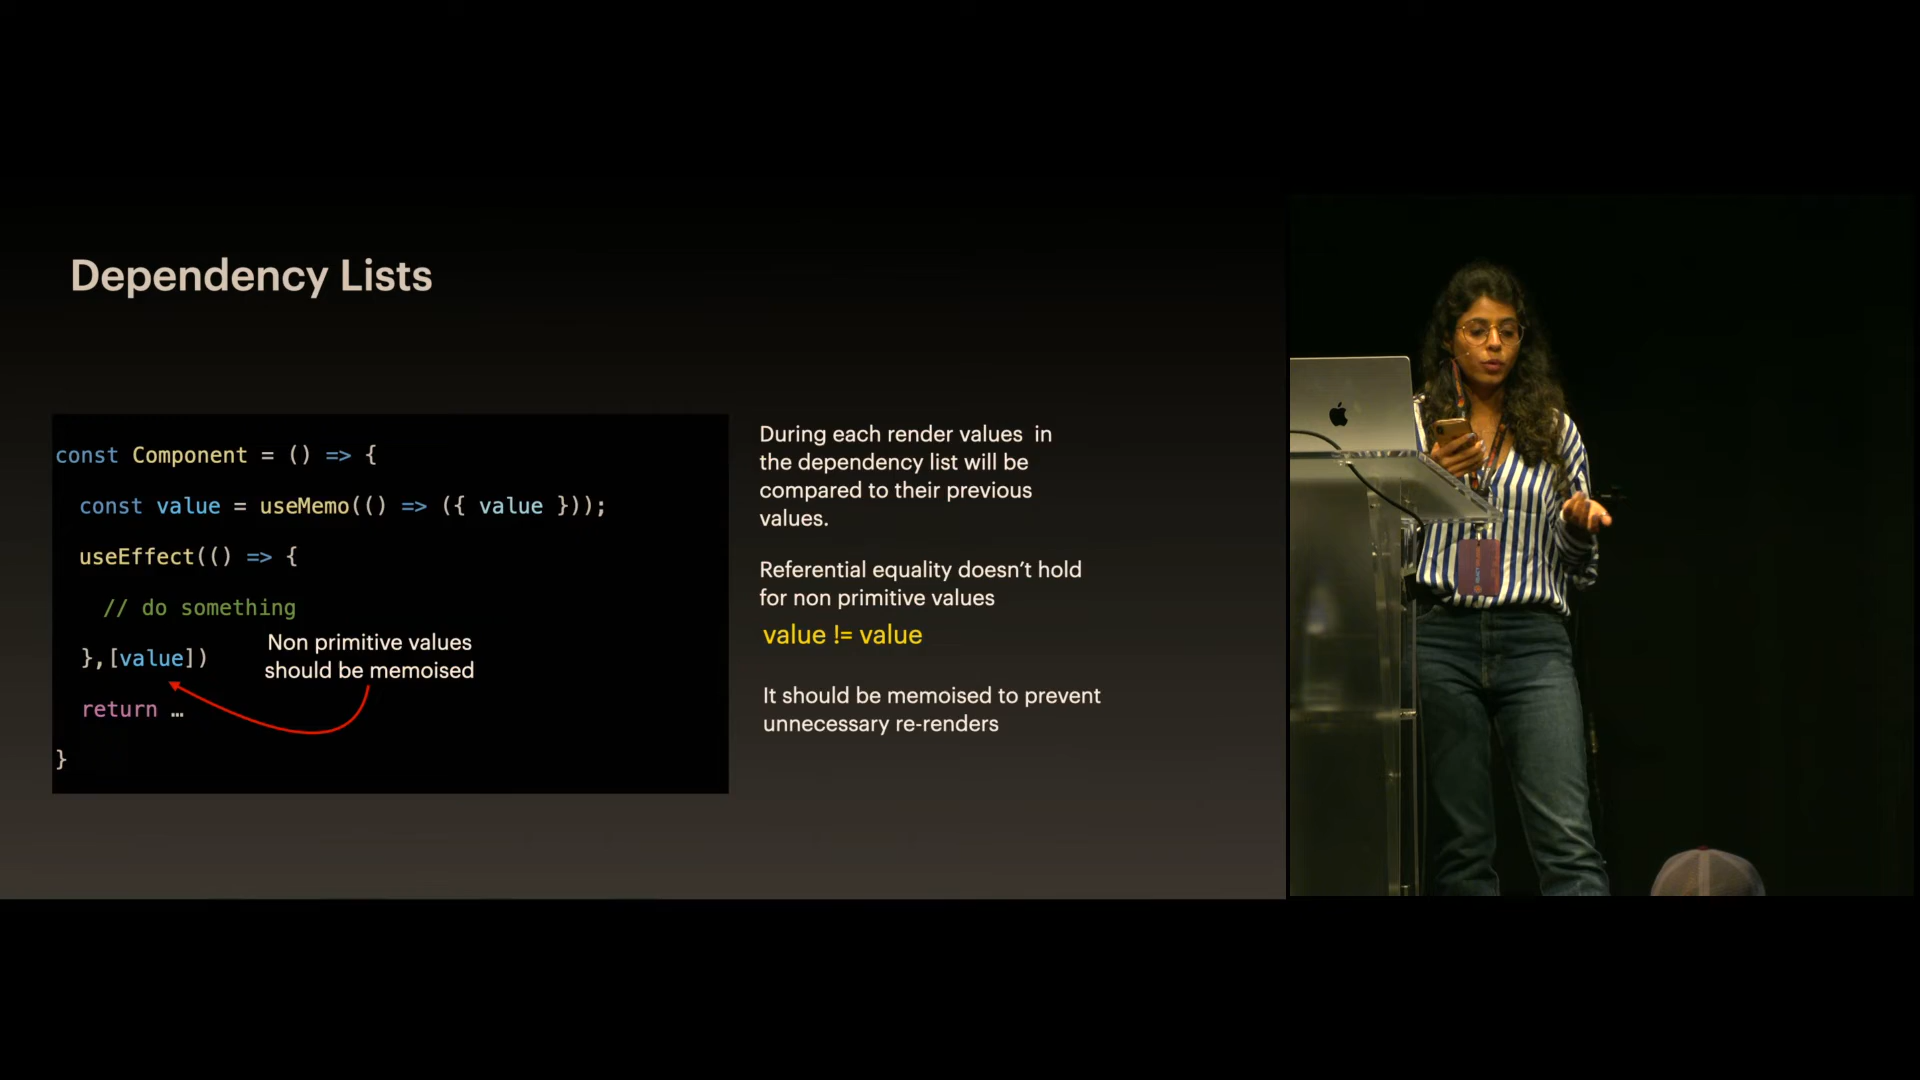 Dependency Lists
const Component = () => {
const value = useMemo(() => ({ value }));
useEffect(() => {
// do something
},[value])
return …
}
Non primitive values
should be memoised
During each render values in
the dependency list will be
compared to their previous
values.
Referential equality doesn’t hold
for non primitive values
value != value
It should be memoised to prevent
unnecessary re-renders